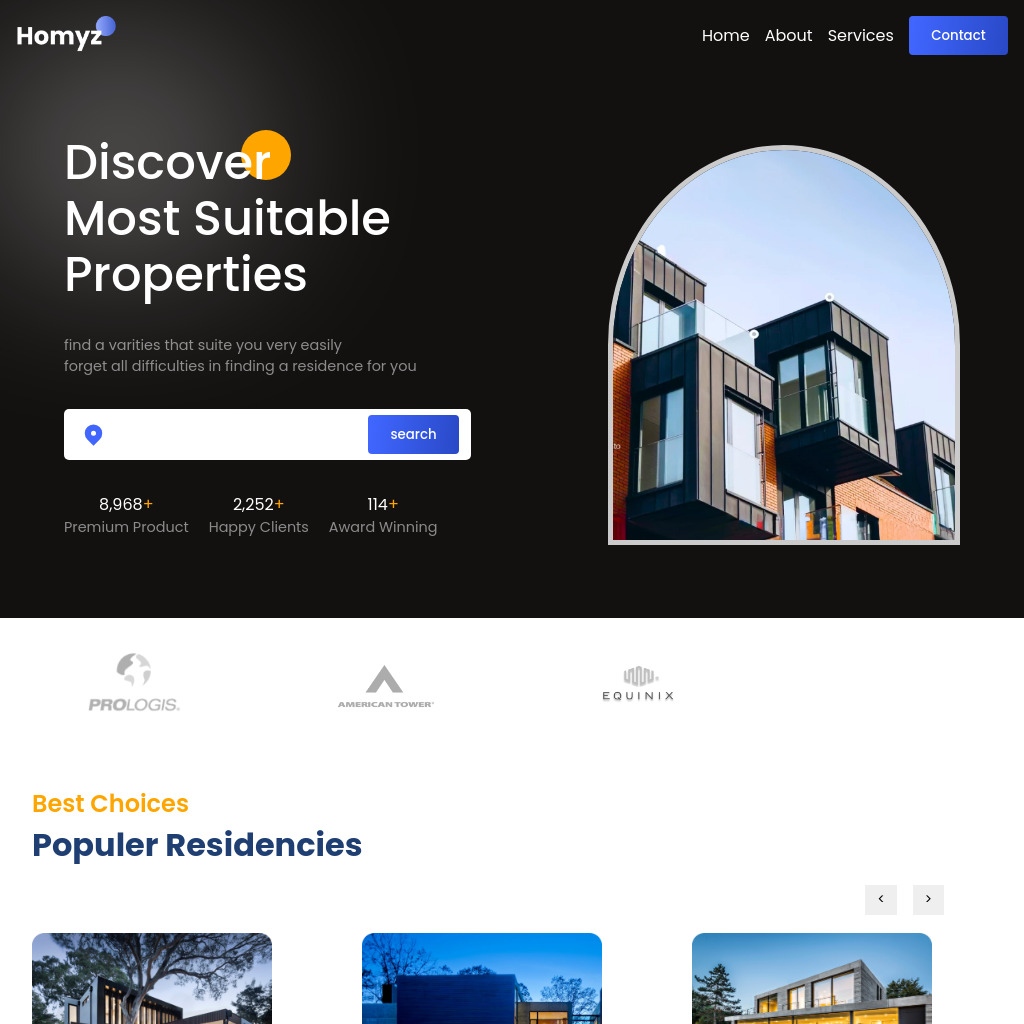 Homyz
Home About Services Contact
Discover
Most Suitable
Properties
find a varities that suite you very easily
forget all difficulties in finding a residence for you
search
8,968+ 2,252+ 114+
Premium Product Happy Clients Award Winning
to
PROLOGIS.
AMERICAN TOWER
EQUINIX
Best Choices
Populer Residencies
‹ ›